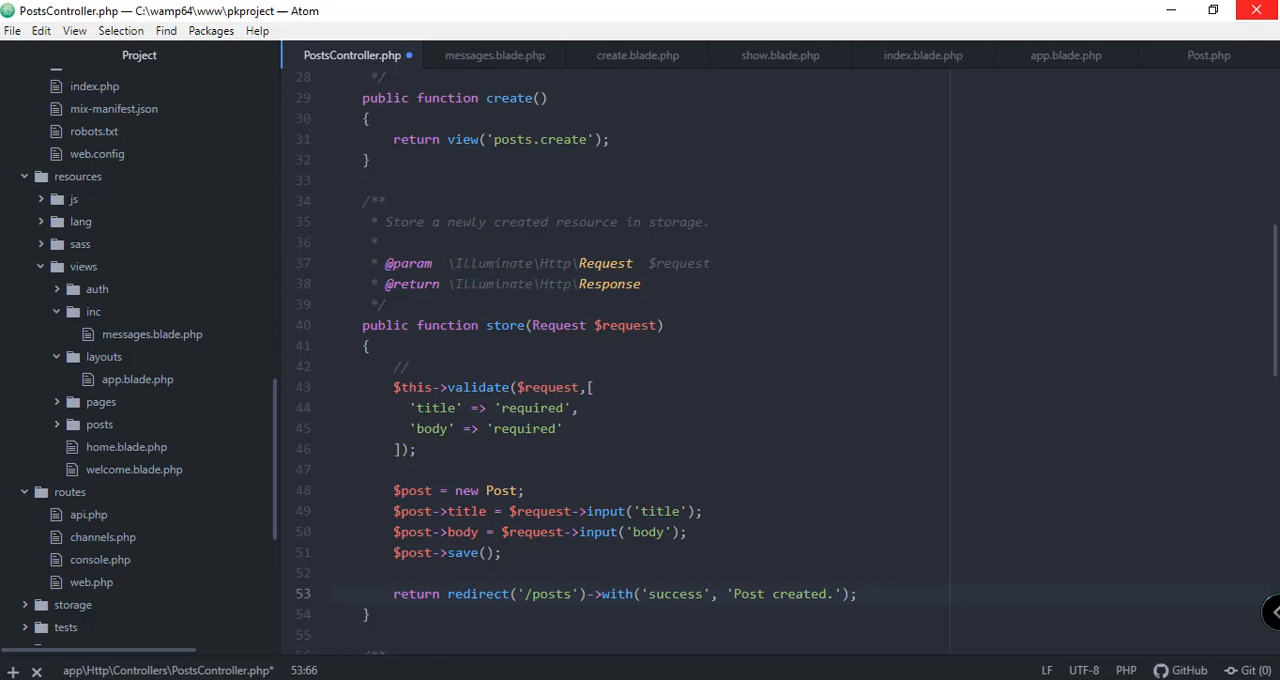 PostsController.php — C:\wamp64\www\pkproject — Atom
File Edit View Selection Find Packages Help
Project
PostsController.php messages.blade.php create.blade.php show.blade.php index.blade.php app.blade.php Post.php
index.php
mix-manifest.json
robots.txt
web.config
resources
js
lang
sass
views
auth
inc
messages.blade.php
layouts
app.blade.php
pages
posts
home.blade.php
welcome.blade.php
routes
api.php
channels.php
console.php
web.php
storage
tests
28 */
29 public function create()
30 {
31 return view('posts.create');
32 }
33
34 /**
35 * Store a newly created resource in storage.
36 *
37 * @param \Illuminate\Http\Request $request
38 * @return \Illuminate\Http\Response
39 */
40 public function store(Request $request)
41 {
42 //
43 $this->validate($request,[
44 'title' => 'required',
45 'body' => 'required'
46 ]);
47
48 $post = new Post;
49 $post->title = $request->input('title');
50 $post->body = $request->input('body');
51 $post->save();
52
53 return redirect('/posts')->with('success', 'Post created.');
54 }
55
app\Http\Controllers\PostsController.php* 53:66 LF UTF-8 PHP GitHub Git (0)